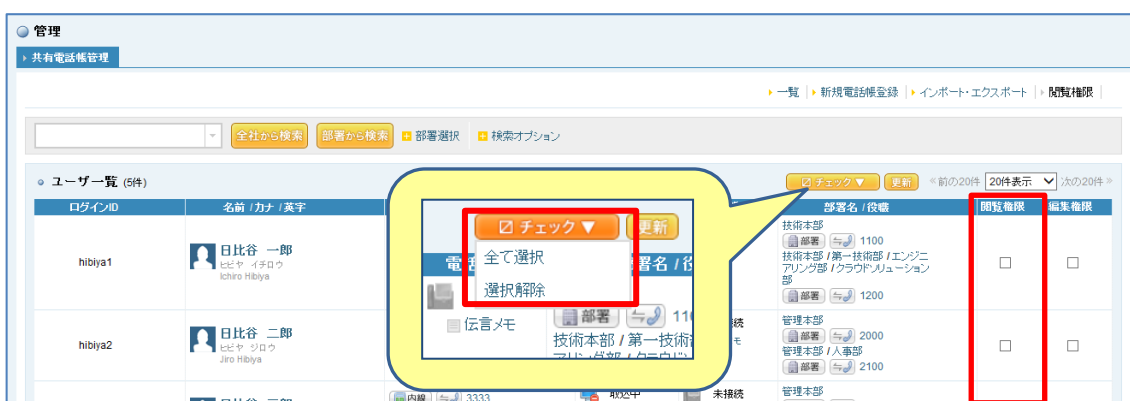 管理
共有電話帳管理
一覧 | 新規電話帳登録 | インポート・エクスポート | 閲覧権限 |
全社から検索 部署から検索 部署選択 検索オプション
ユーザー覧 (5件)
チェック▼ 更新 «前の20件 20件表示 次の20件»
ログインID 名前 / カナ / 英字 部署名 / 役職 閲覧権限 編集権限
hibiya1
日比谷 一郎
ヒビヤ イチロウ
Ichiro Hibiya
技術本部
部署 1100
技術本部 / 第一技術部 / エンジニ
アリング部 / クラウドソリューション
部
部署 1200
hibiya2
日比谷 二郎
ヒビヤ ジロウ
Jiro Hibiya
管理本部
部署 2000
管理本部 / 人事部
部署 2100
チェック▼ 更新
全て選択
選択解除
電
署名 / 役
伝言メモ
部署 110
技術本部 / 第一技術
接続
モ
内線 3333
取込中
未接続
管理本部